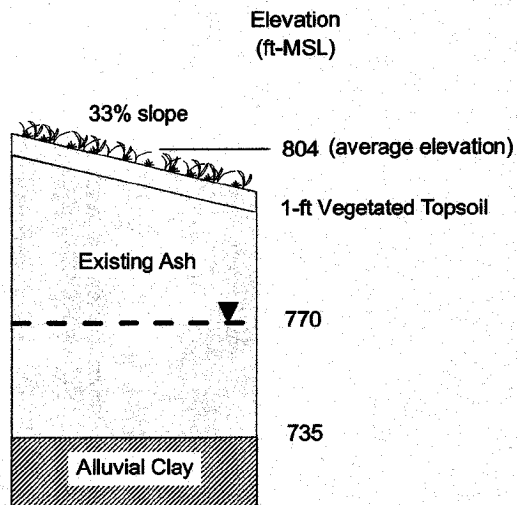 Elevation
(ft-MSL)
33% slope
804 (average elevation)
1-ft Vegetated Topsoil
Existing Ash
770
735
Alluvial Clay